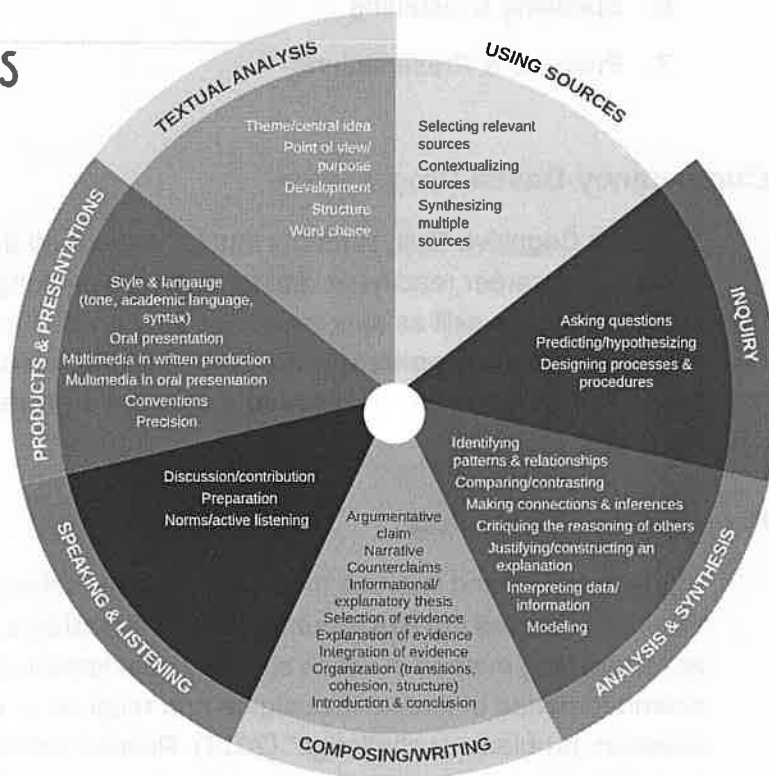 S
TEXTUAL ANALYSIS
Theme/central idea
Point of view/
purpose
Development
Structure
Word choice
USING SOURCES
Selecting relevant
sources
Contextualizing
sources
Synthesizing
multiple
sources
INQUIRY
Asking questions
Predicting/hypothesizing
Designing processes &
procedures
ANALYSIS & SYNTHESIS
Identifying
patterns & relationships
Comparing/contrasting
Making connections & inferences
Critiquing the reasoning of others
Justifying/constructing an
explanation
Interpreting data/
information
Modeling
COMPOSING/WRITING
Argumentative
claim
Narrative
Counterclaims
Informational/
explanatory thesis
Selection of evidence
Explanation of evidence
Integration of evidence
Organization (transitions,
cohesion, structure)
Introduction & conclusion
SPEAKING & LISTENING
Discussion/contribution
Preparation
Norms/active listening
PRODUCTS & PRESENTATIONS
Style & langauge
(tone, academic language,
syntax)
Oral presentation
Multimedia in written production
Multimedia in oral presentation
Conventions
Precision